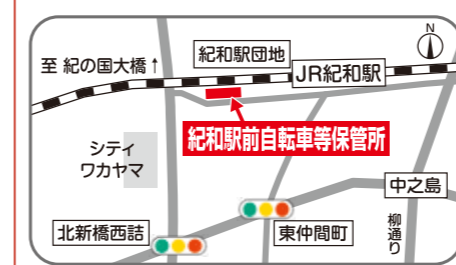 N
紀和駅団地
至 紀の国大橋↑
JR紀和駅
紀和駅前自転車等保管所
シティ
ワカヤマ
中之島
北新橋西詰
東仲間町
柳通り